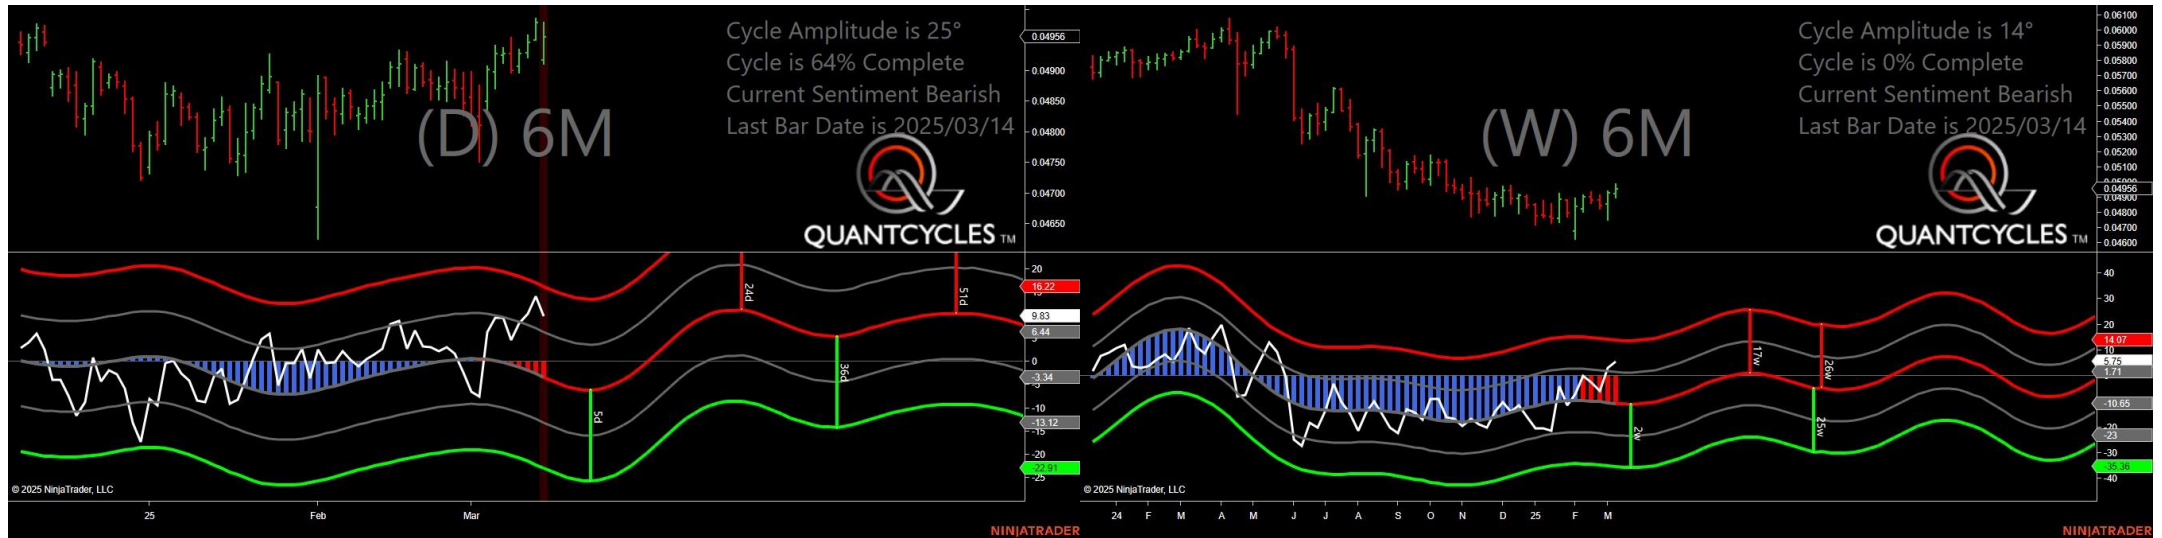 Cycle Amplitude is 25°
Cycle is 64% Complete
Current Sentiment Bearish
Last Bar Date is 2025/03/14
(D) 6M
QUANTCYCLES TM
0.04956
0.04900
0.04850
0.04800
0.04750
0.04700
0.04650
20
16.22
9.83
6.44
0
-3.34
-10
-13.12
-15
-20
-22.91
-25
24d
51d
36d
5d
© 2025 NinjaTrader, LLC
25
Feb
Mar
NINJATRADER
Cycle Amplitude is 14°
Cycle is 0% Complete
Current Sentiment Bearish
Last Bar Date is 2025/03/14
(W) 6M
QUANTCYCLES TM
0.06100
0.05900
0.05800
0.05700
0.05600
0.05500
0.05400
0.05300
0.05200
0.05100
0.04956
0.04900
0.04800
0.04700
0.04600
40
30
20
14.07
10
5.75
1.71
-10.65
-23
-30
-35.36
-40
17w
26w
2w
25w
© 2025 NinjaTrader, LLC
24 F M A M J J A S O N D 25 F M
NINJATRADER